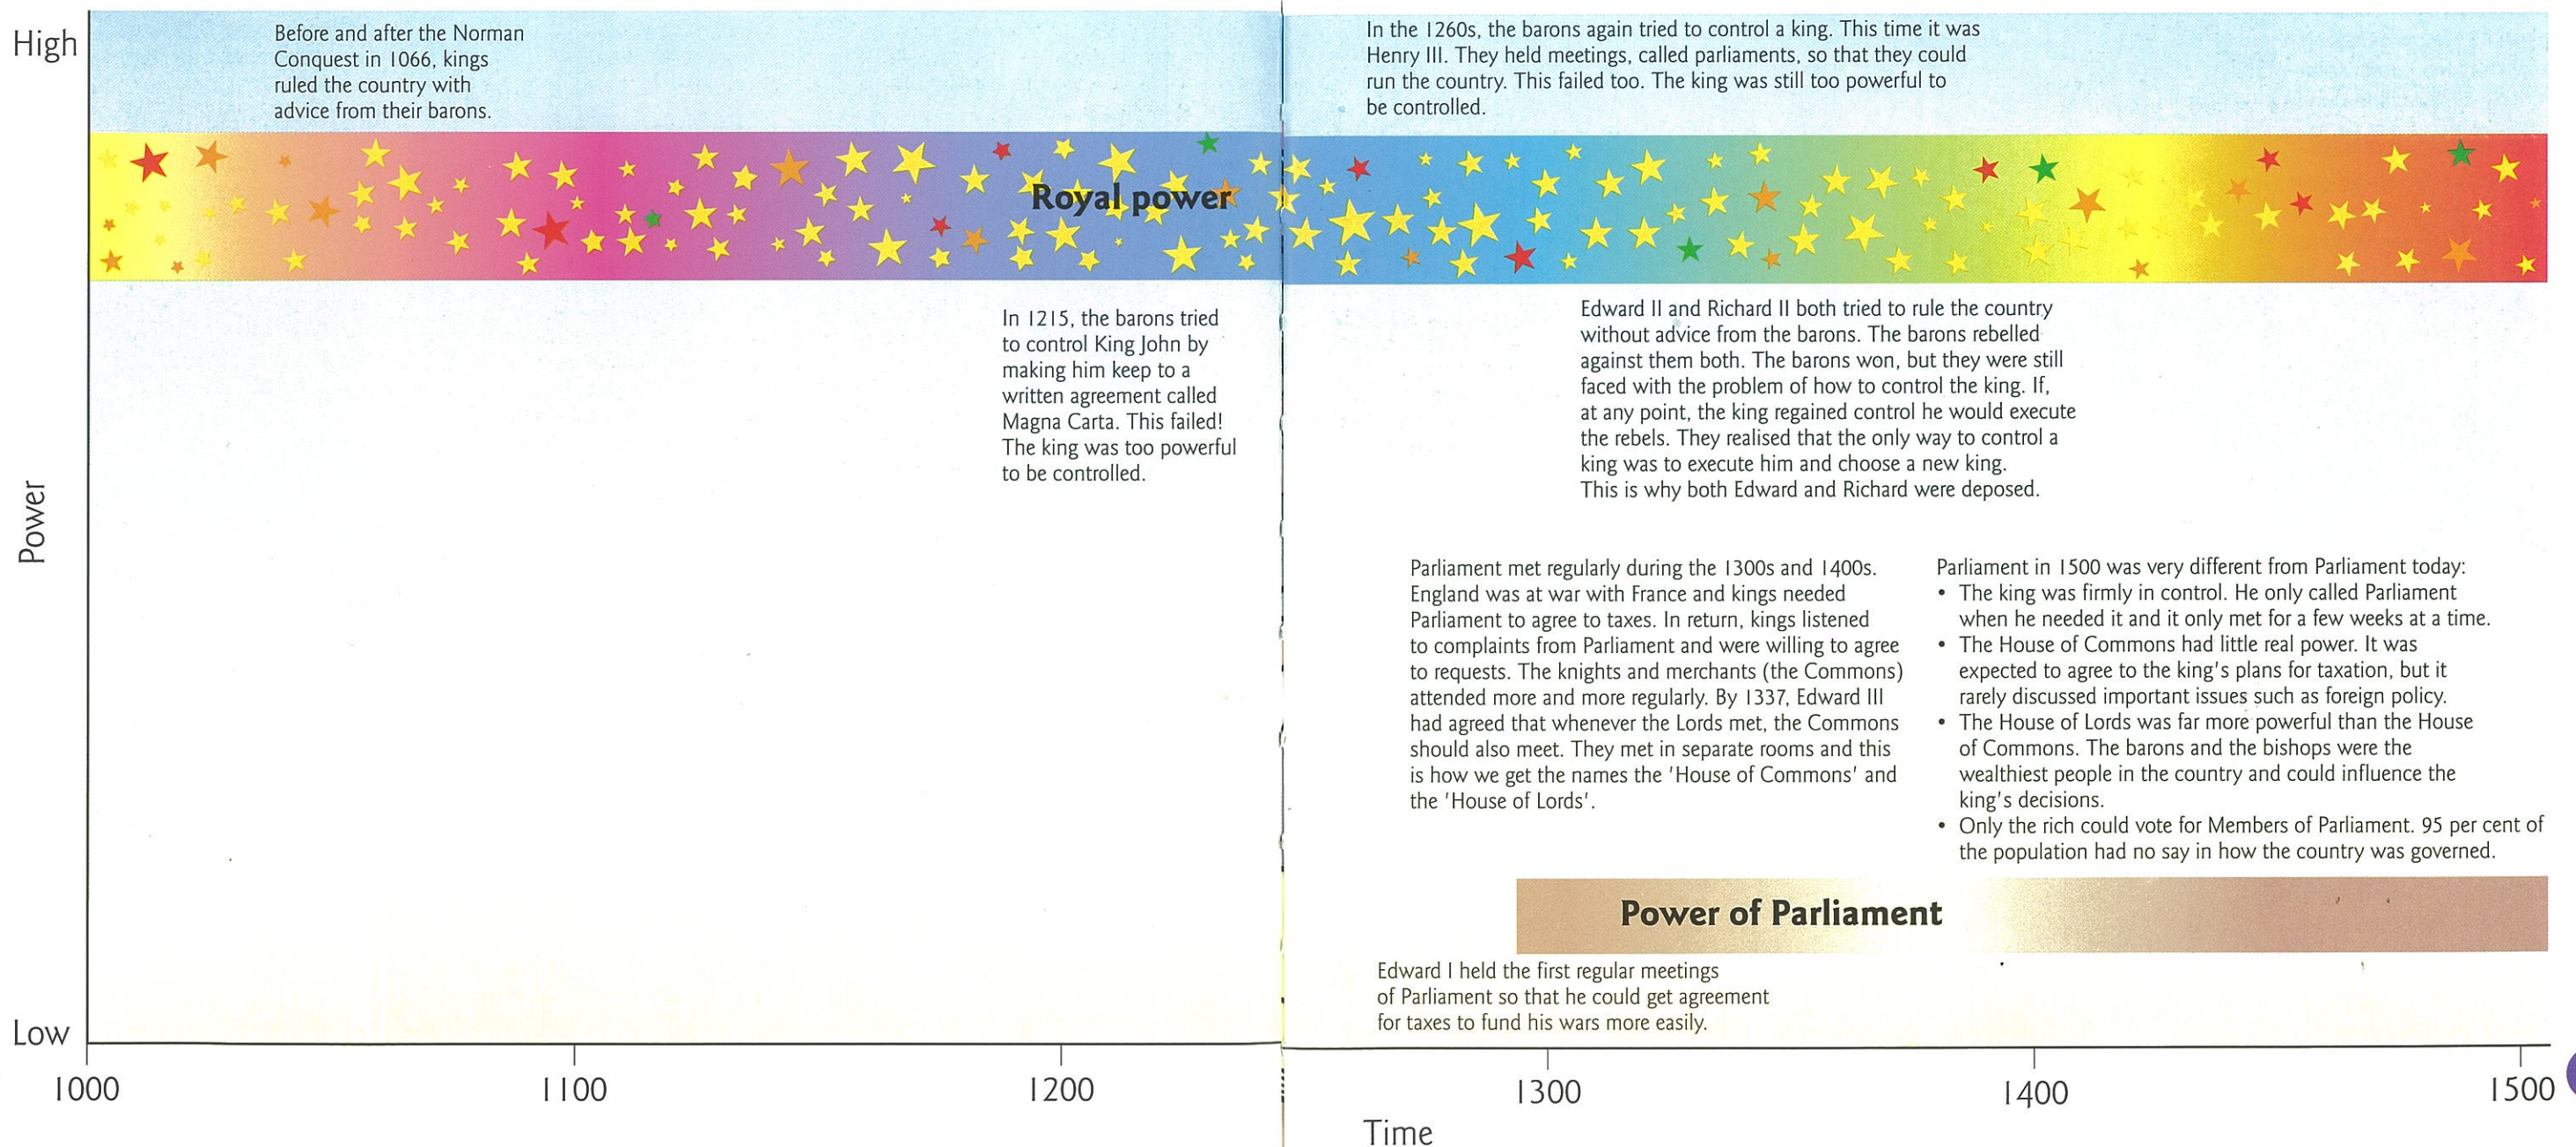 High
Before and after the Norman
Conquest in 1066, kings
ruled the country with
advice from their barons.
In the 1260s, the barons again tried to control a king. This time it was
Henry III. They held meetings, called parliaments, so that they could
run the country. This failed too. The king was still too powerful to
be controlled.
Royal power
In 1215, the barons tried
to control King John by
making him keep to a
written agreement called
Magna Carta. This failed!
The king was too powerful
to be controlled.
Edward II and Richard II both tried to rule the country
without advice from the barons. The barons rebelled
against them both. The barons won, but they were still
faced with the problem of how to control the king. If,
at any point, the king regained control he would execute
the rebels. They realised that the only way to control a
king was to execute him and choose a new king.
This is why both Edward and Richard were deposed.
Power
Parliament met regularly during the 1300s and 1400s.
England was at war with France and kings needed
Parliament to agree to taxes. In return, kings listened
to complaints from Parliament and were willing to agree
to requests. The knights and merchants (the Commons)
attended more and more regularly. By 1337, Edward III
had agreed that whenever the Lords met, the Commons
should also meet. They met in separate rooms and this
is how we get the names the 'House of Commons' and
the 'House of Lords'.
Parliament in 1500 was very different from Parliament today:
• The king was firmly in control. He only called Parliament
when he needed it and it only met for a few weeks at a time.
• The House of Commons had little real power. It was
expected to agree to the king's plans for taxation, but it
rarely discussed important issues such as foreign policy.
• The House of Lords was far more powerful than the House
of Commons. The barons and the bishops were the
wealthiest people in the country and could influence the
king's decisions.
• Only the rich could vote for Members of Parliament. 95 per cent of
the population had no say in how the country was governed.
Power of Parliament
Edward I held the first regular meetings
of Parliament so that he could get agreement
for taxes to fund his wars more easily.
Low
1000
1100
1200
1300
1400
1500
Time